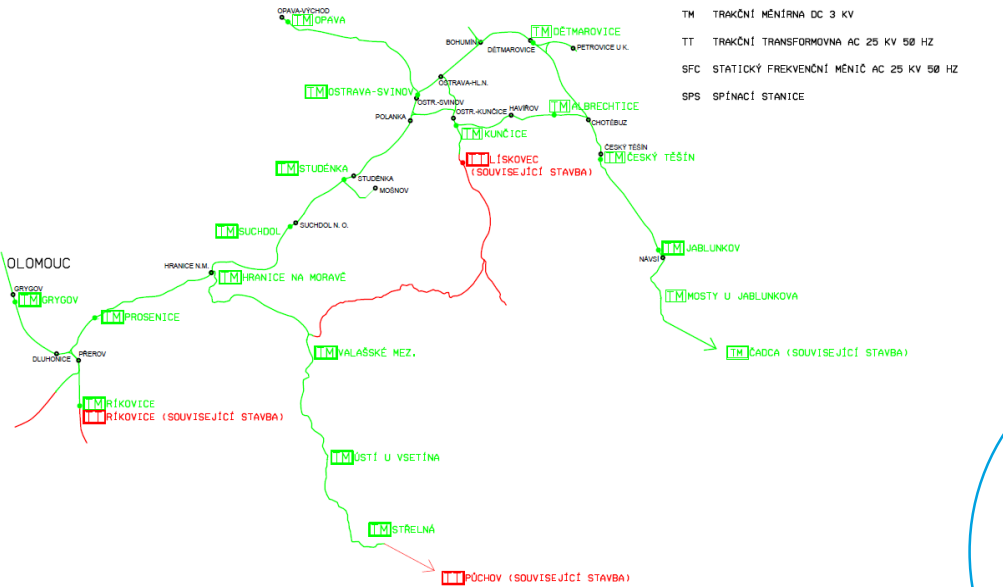 TM TRAKČNÍ MĚNÍRNA DC 3 KV
TT TRAKČNÍ TRANSFORMOVNA AC 25 KV 50 HZ
SFC STATICKÝ FREKVENČNÍ MĚNIČ AC 25 KV 50 HZ
SPS SPÍNACÍ STANICE
OPAVA-VÝCHOD
TM OPAVA
BOHUMÍN
TM DĚTMAROVICE
DĚTMAROVICE
PETROVICE U K.
OSTRAVA-HL.N.
TM OSTRAVA-SVINOV
OSTR.-SVINOV
POLANKA
OSTR.-KUNČICE
HAVÍŘOV
TM ALBRECHTICE
CHOTĚBUZ
TM KUNČICE
ČESKÝ TĚŠÍN
TM ČESKÝ TĚŠÍN
TT LÍSKOVEC
(SOUVISEJÍCÍ STAVBA)
TM STUDÉNKA
STUDÉNKA
MOŠNOV
TM SUCHDOL
SUCHDOL N. O.
TM JABLUNKOV
NÁVSÍ
OLOMOUC
HRANICE N.M.
TM HRANICE NA MORAVĚ
GRYGOV
TM GRYGOV
TM MOSTY U JABLUNKOVA
TM PROSENICE
DLUHONICE
PŘEROV
TM VALAŠSKÉ MEZ.
TM ČADCA (SOUVISEJÍCÍ STAVBA)
TM ŘÍKOVICE
TT ŘÍKOVICE (SOUVISEJÍCÍ STAVBA)
TM ÚSTÍ U VSETÍNA
TM STŘELNÁ
TT PÚCHOV (SOUVISEJÍCÍ STAVBA)